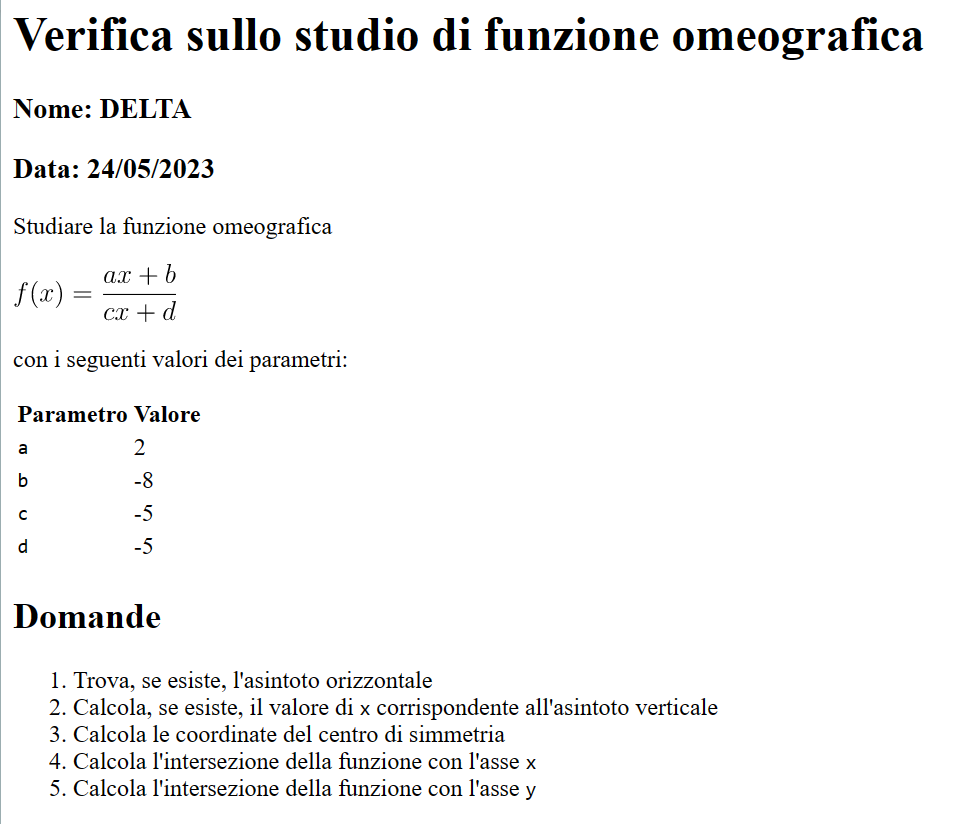 Verifica sullo studio di funzione omeografica
Nome: DELTA
Data: 24/05/2023
Studiare la funzione omeografica
f(x) = \frac{ax + b}{cx + d}
con i seguenti valori dei parametri:
Parametro Valore
a 2
b -8
c -5
d -5
Domande
1. Trova, se esiste, l'asintoto orizzontale
2. Calcola, se esiste, il valore di x corrispondente all'asintoto verticale
3. Calcola le coordinate del centro di simmetria
4. Calcola l'intersezione della funzione con l'asse x
5. Calcola l'intersezione della funzione con l'asse y